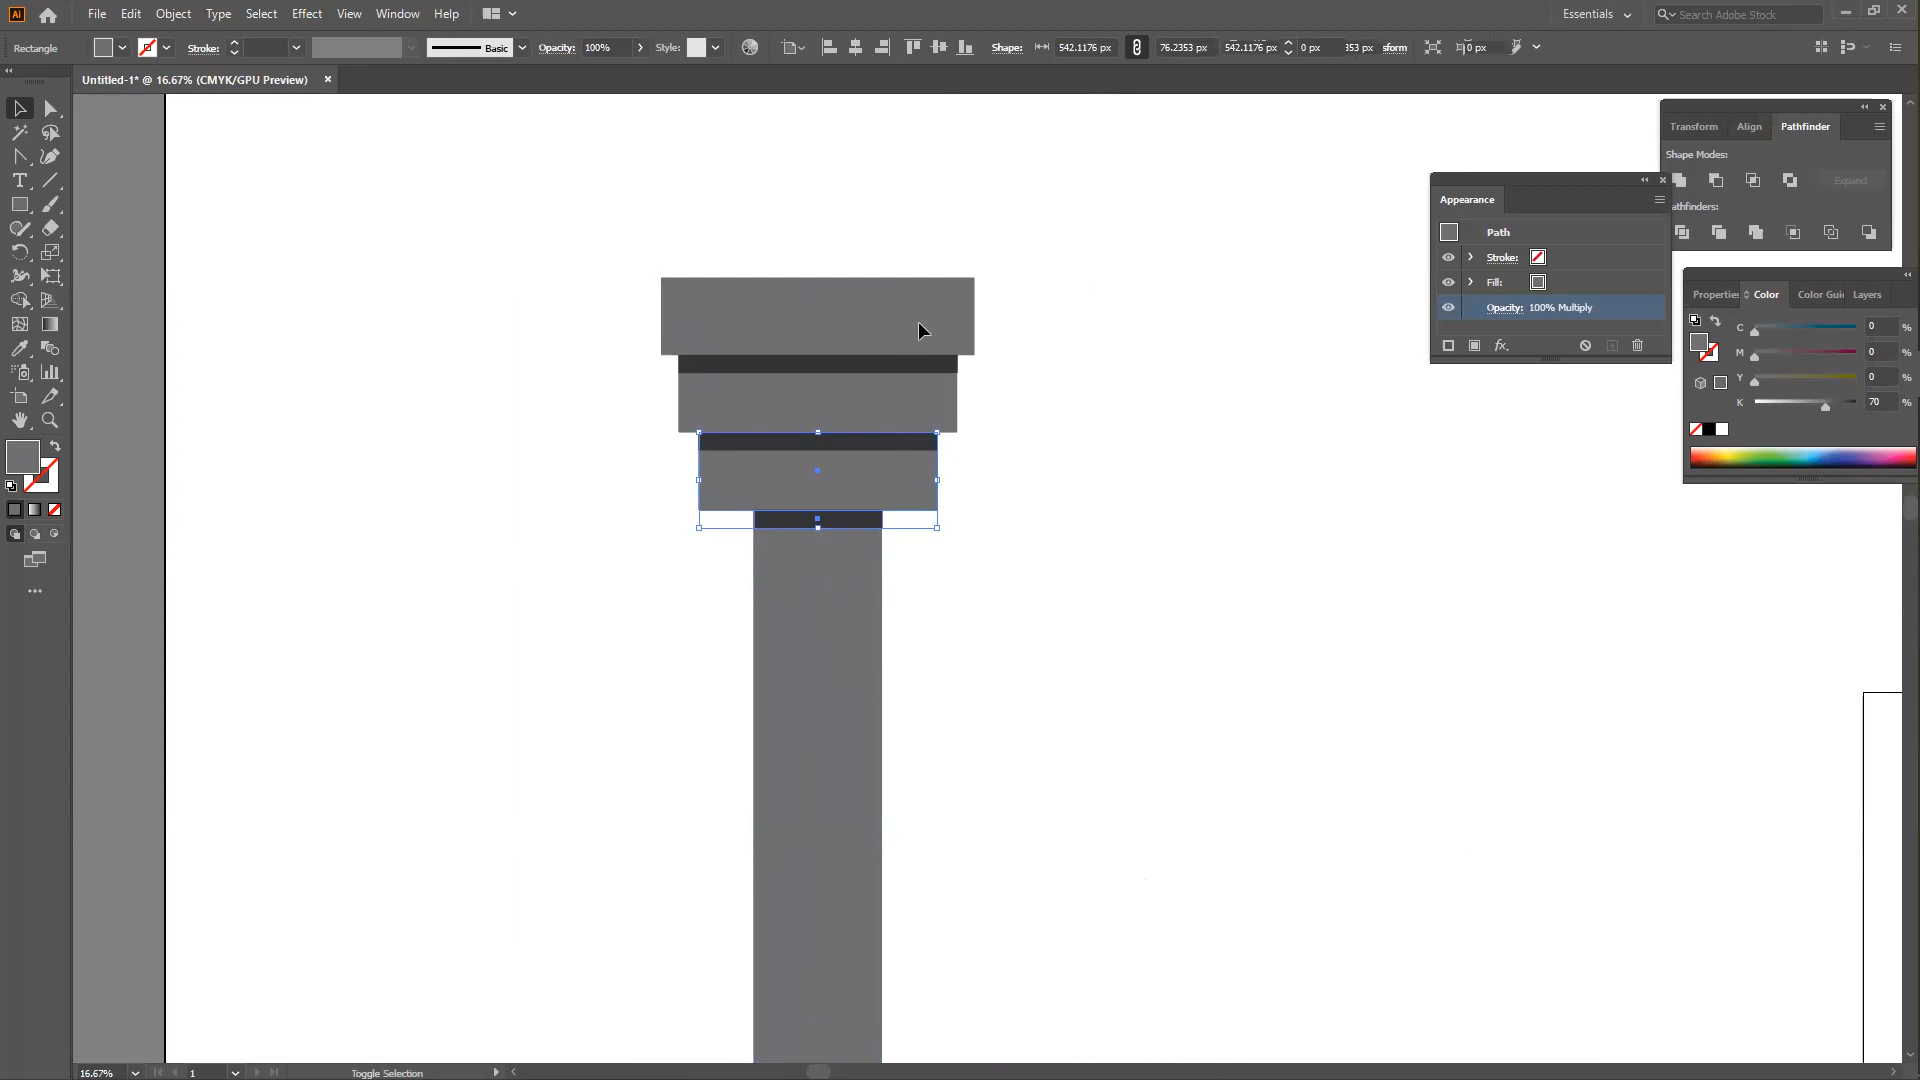 Ai File Edit Object Type Select Effect View Window Help Essentials Search Adobe Stock
Rectangle Stroke: Basic Opacity: 100% Style: Shape: 542.1176 px 76.2353 px 542.1176 px 0 px 353 px sform 0 px
Untitled-1* @ 16.67% (CMYK/GPU Preview)
Transform Align Pathfinder
Shape Modes:
Expand
athfinders:
Appearance
Path
Stroke:
Fill:
Opacity: 100% Multiply
fx.
Properties Color Color Guid Layers
C 0 %
M 0 %
Y 0 %
K 70 %
16.67% 1 Toggle Selection